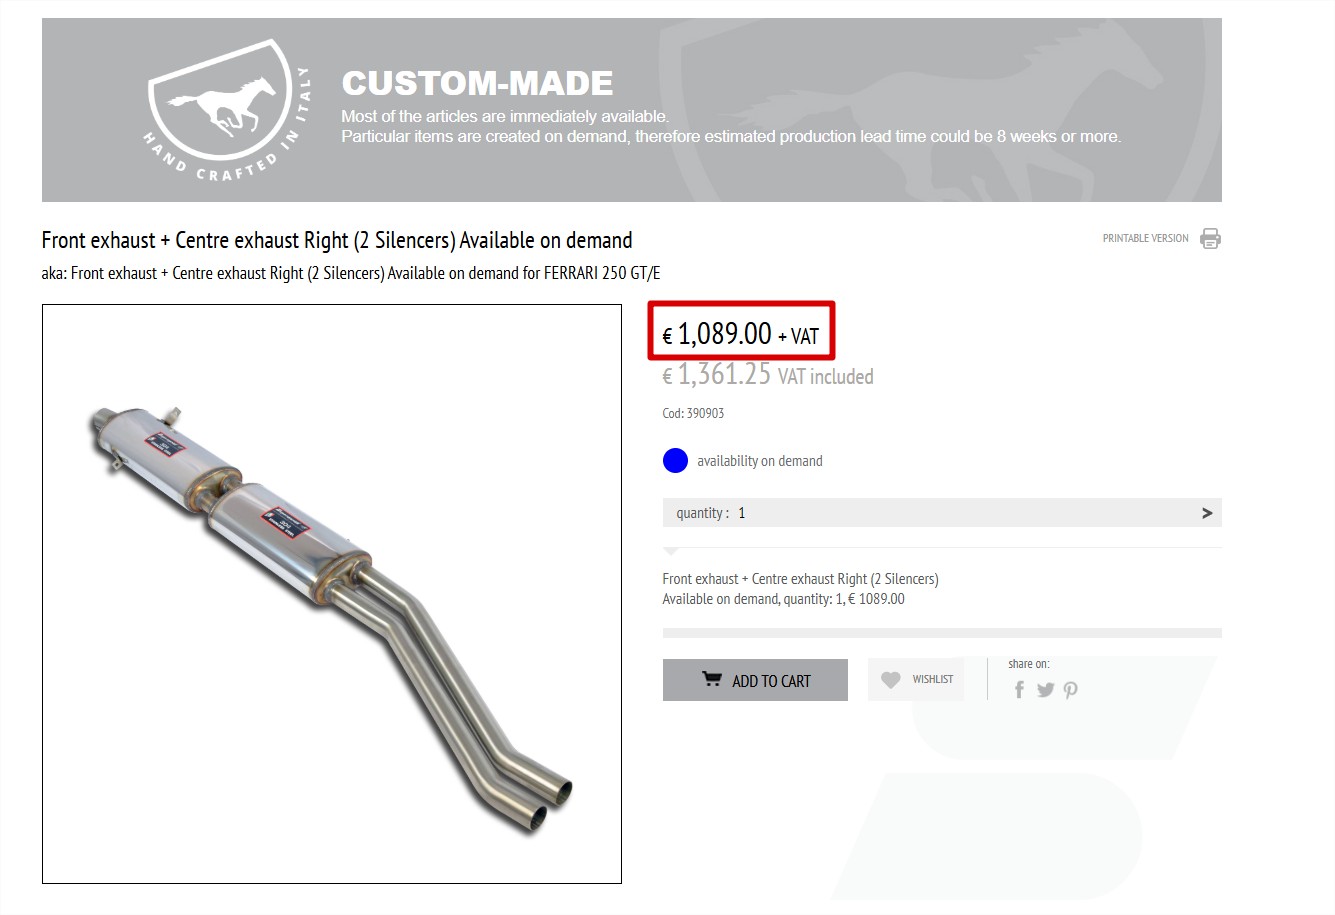 HAND CRAFTED IN ITALY
CUSTOM-MADE
Most of the articles are immediately available.
Particular items are created on demand, therefore estimated production lead time could be 8 weeks or more.
Front exhaust + Centre exhaust Right (2 Silencers) Available on demand
PRINTABLE VERSION
aka: Front exhaust + Centre exhaust Right (2 Silencers) Available on demand for FERRARI 250 GT/E
€ 1,089.00 + VAT
€ 1,361.25 VAT included
Cod: 390903
availability on demand
quantity : 1 >
Front exhaust + Centre exhaust Right (2 Silencers)
Available on demand, quantity: 1, € 1089.00
ADD TO CART
WISHLIST
share on: